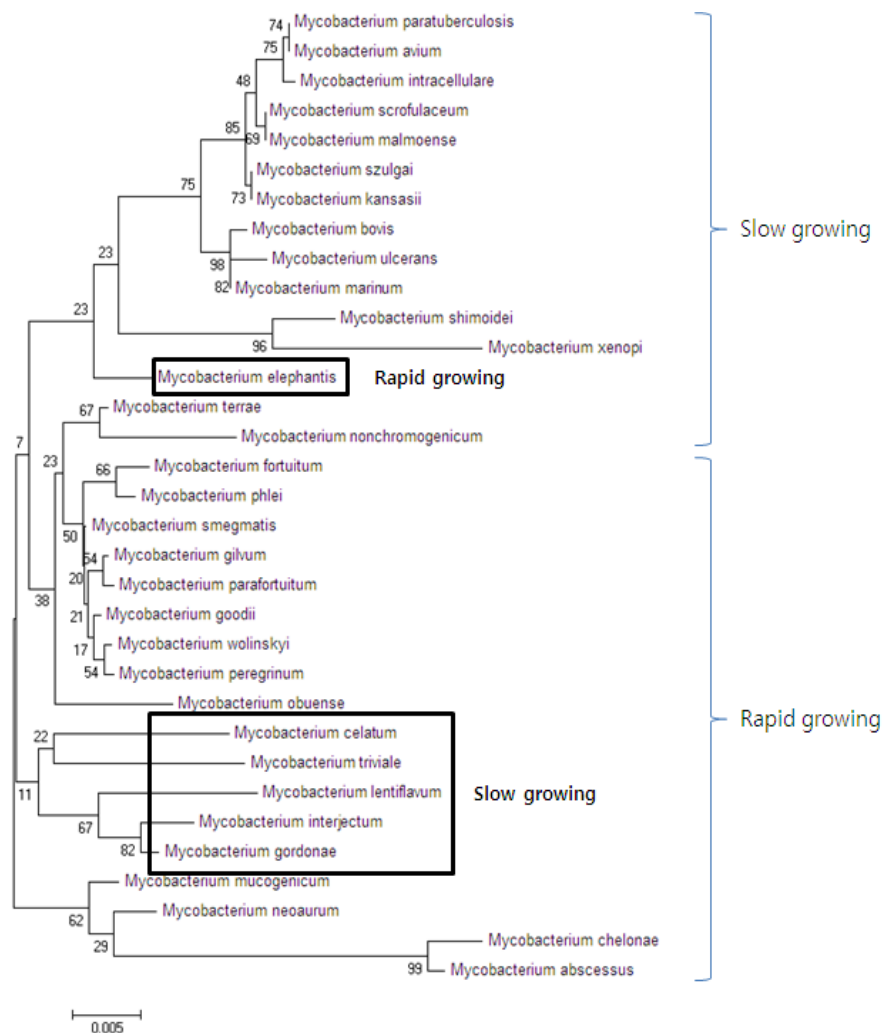 74
Mycobacterium paratuberculosis
75
Mycobacterium avium
Mycobacterium intracellulare
48
Mycobacterium scrofulaceum
85
69
Mycobacterium malmoense
Mycobacterium szulgai
75
73
Mycobacterium kansasii
Mycobacterium bovis
Slow growing
23
98
Mycobacterium ulcerans
82
Mycobacterium marinum
23
Mycobacterium shimoidei
96
Mycobacterium xenopi
Mycobacterium elephantis
Rapid growing
67
Mycobacterium terrae
7
Mycobacterium nonchromogenicum
23
66
Mycobacterium fortuitum
Mycobacterium phlei
50
Mycobacterium smegmatis
54
Mycobacterium gilvum
20
Mycobacterium parafortuitum
38
21
Mycobacterium goodii
17
Mycobacterium wolinskyi
54
Mycobacterium peregrinum
Mycobacterium obuense
Rapid growing
22
Mycobacterium celatum
Mycobacterium triviale
11
Mycobacterium lentiflavum
Slow growing
67
Mycobacterium interjectum
82
Mycobacterium gordonae
Mycobacterium mucogenicum
62
Mycobacterium neoaurum
29
Mycobacterium chelonae
99
Mycobacterium abscessus
0.005